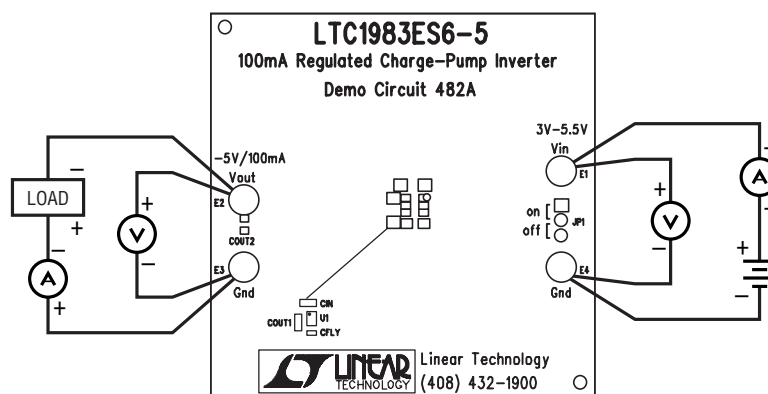 LTC1983ES6-5
100mA Regulated Charge-Pump Inverter
Demo Circuit 482A
-5V/100mA
Vout
E2
COUT2
E3
Gnd
LOAD
−
+
−
A
+
+
V
−
3V-5.5V
Vin
E1
on
off
JP1
E4
Gnd
+
V
−
A
+
−
CIN
COUT1
U1
CFLY
LINEAR
TECHNOLOGY
Linear Technology
(408) 432-1900